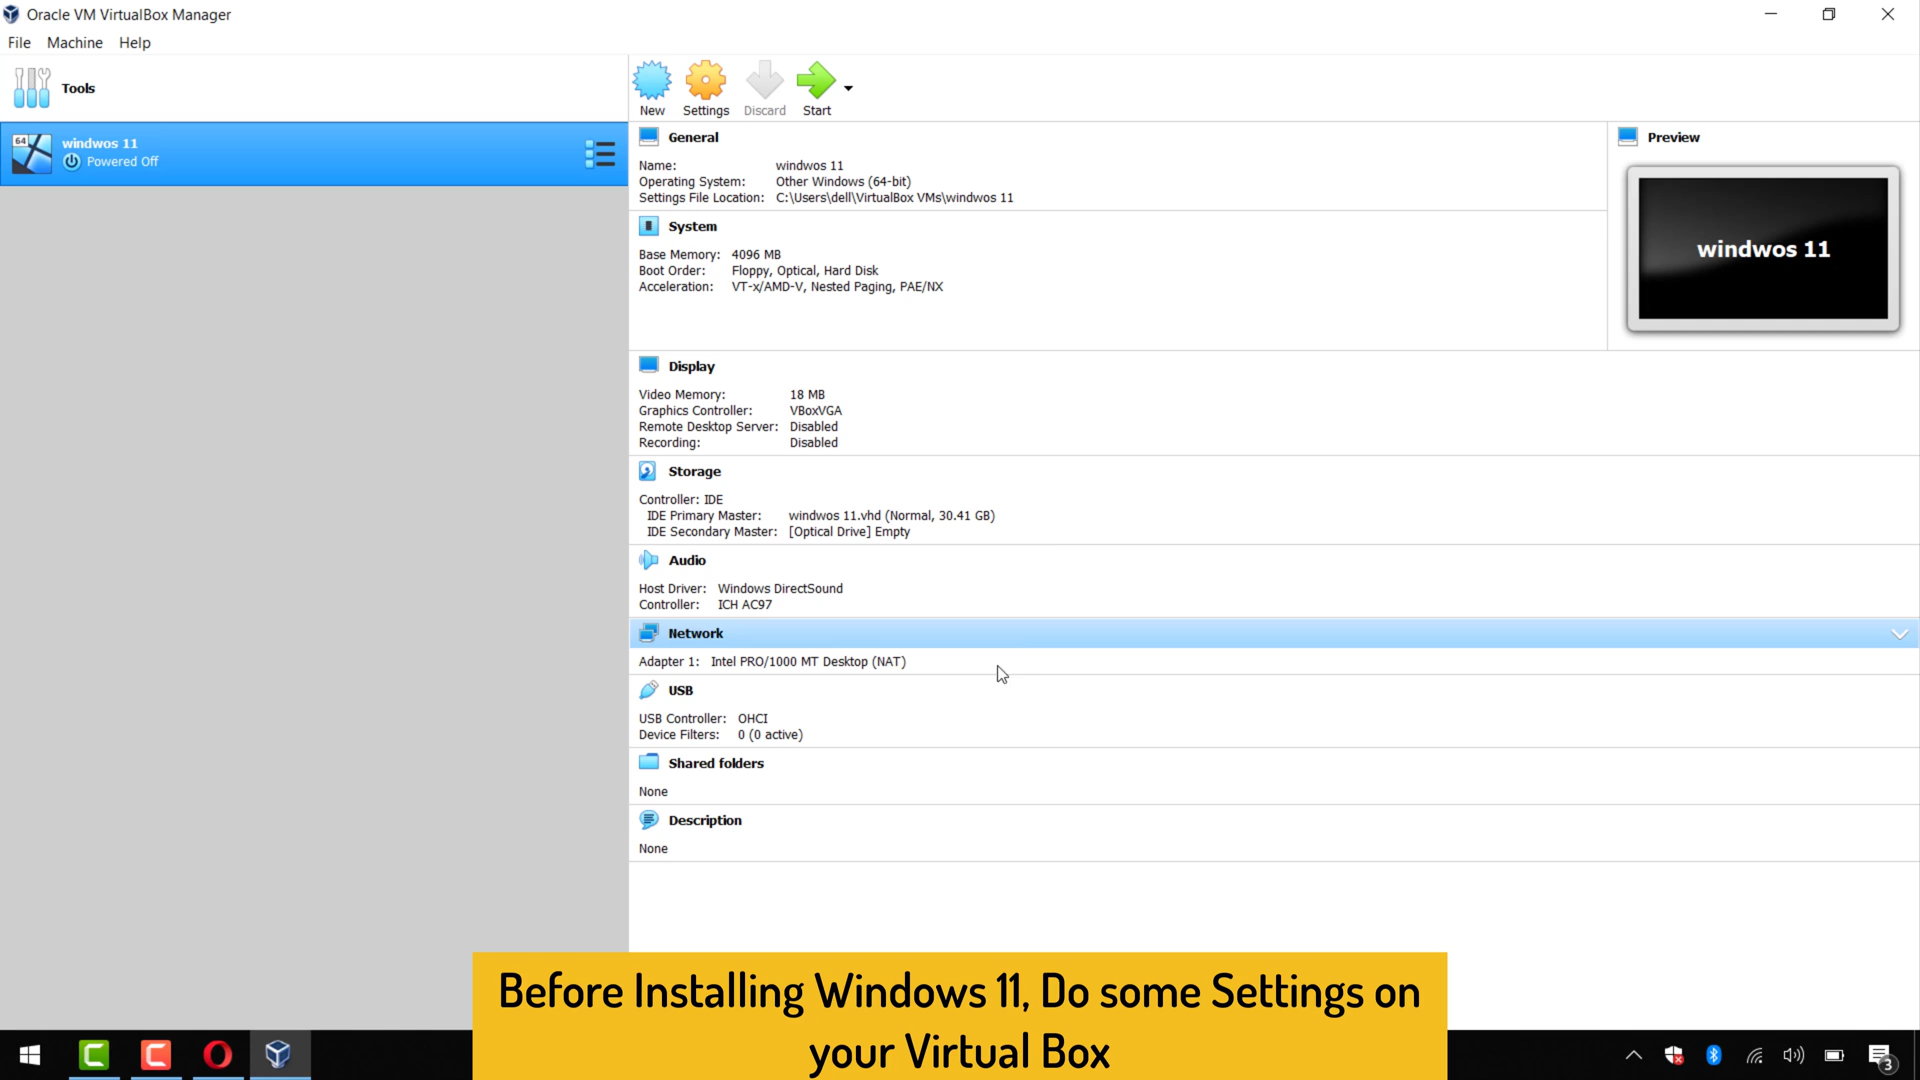 Oracle VM VirtualBox Manager
File Machine Help
Tools
New Settings Discard Start
64
windwos 11
Powered Off
General
Name: windwos 11
Operating System: Other Windows (64-bit)
Settings File Location: C:\Users\dell\VirtualBox VMs\windwos 11
Preview
windwos 11
System
Base Memory: 4096 MB
Boot Order: Floppy, Optical, Hard Disk
Acceleration: VT-x/AMD-V, Nested Paging, PAE/NX
Display
Video Memory: 18 MB
Graphics Controller: VBoxVGA
Remote Desktop Server: Disabled
Recording: Disabled
Storage
Controller: IDE
IDE Primary Master: windwos 11.vhd (Normal, 30.41 GB)
IDE Secondary Master: [Optical Drive] Empty
Audio
Host Driver: Windows DirectSound
Controller: ICH AC97
Network
Adapter 1: Intel PRO/1000 MT Desktop (NAT)
USB
USB Controller: OHCI
Device Filters: 0 (0 active)
Shared folders
None
Description
None
Before Installing Windows 11, Do some Settings on
your Virtual Box
3